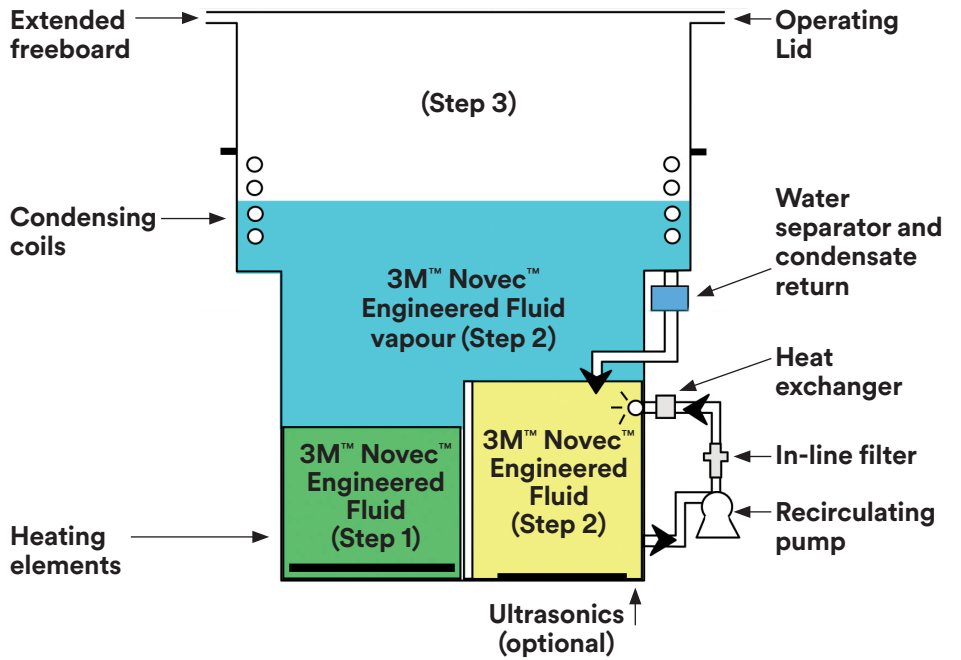 Extended
freeboard
Operating
Lid
(Step 3)
Condensing
coils
Water
separator and
condensate
return
3M™ Novec™
Engineered Fluid
vapour (Step 2)
Heat
exchanger
3M™ Novec™
Engineered
Fluid
(Step 1)
3M™ Novec™
Engineered
Fluid
(Step 2)
In-line filter
Recirculating
pump
Heating
elements
Ultrasonics
(optional)